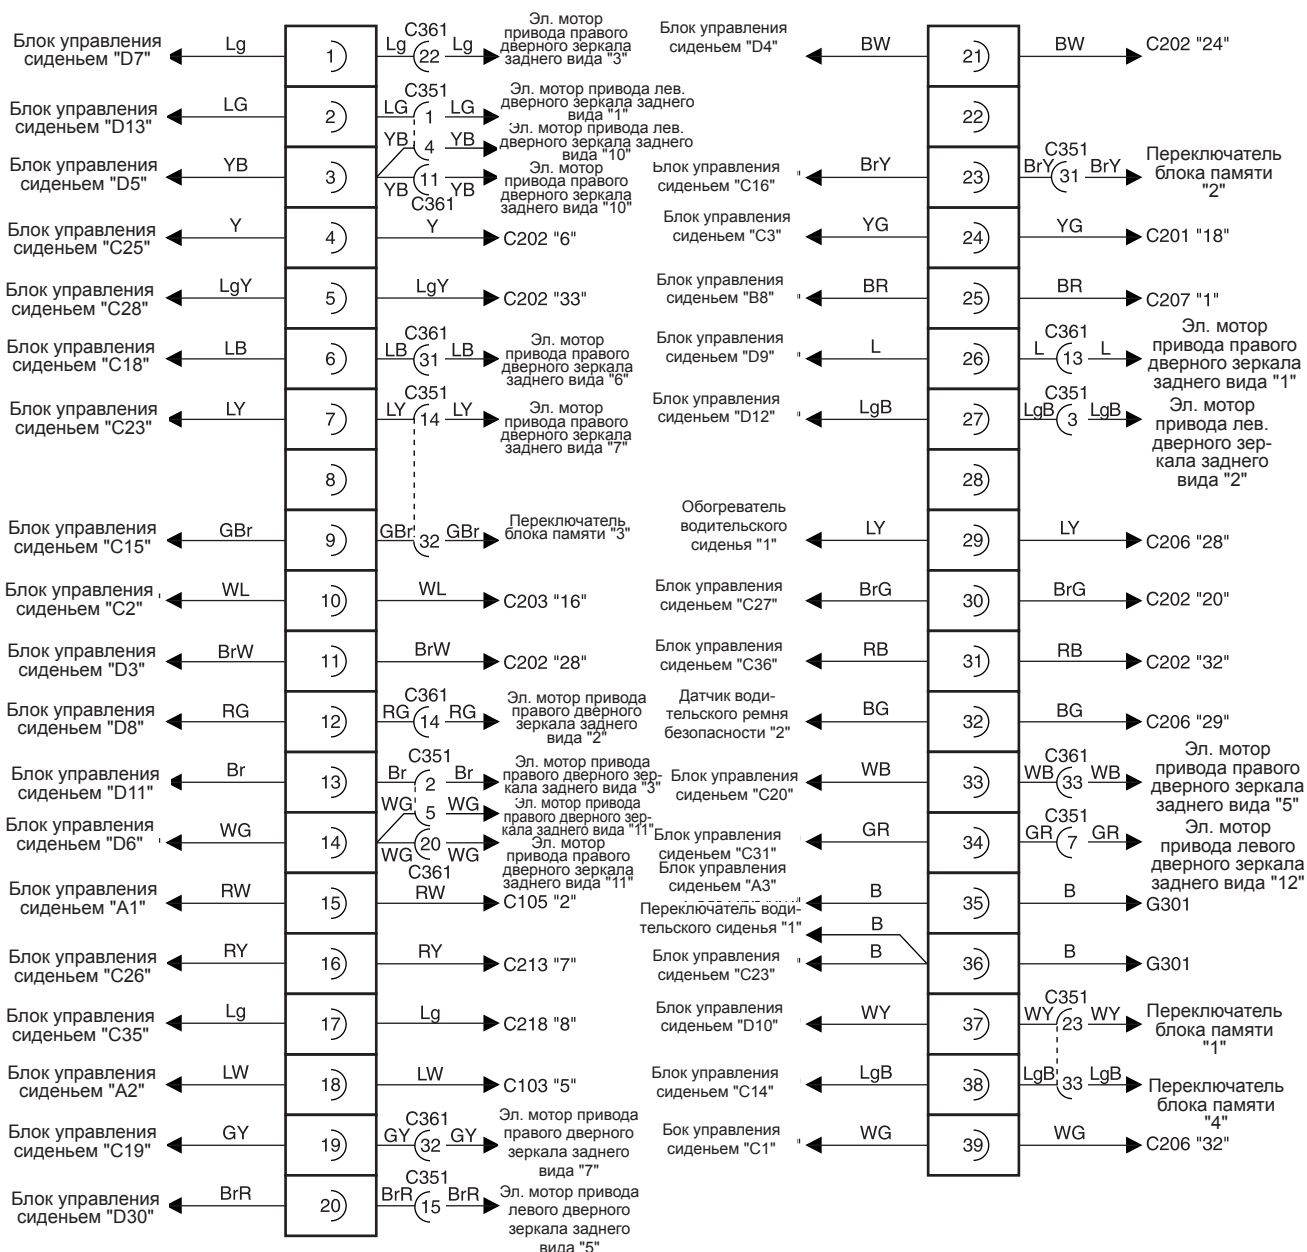 Блок управления
сиденьем "D7"
Lg
1
Lg
C361
22
Lg
Эл. мотор
привода правого
дверного зеркала
заднего вида "3"
Блок управления
сиденьем "D13"
LG
2
LG
C351
1
LG
Эл. мотор привода лев.
дверного зеркала заднего
вида "1"
YB
4
YB
Эл. мотор привода лев.
дверного зеркала заднего
вида "10"
Блок управления
сиденьем "D5"
YB
3
YB
11
YB
C361
Эл. мотор
привода правого
дверного зеркала
заднего вида "10"
Блок управления
сиденьем "C25"
Y
4
Y
C202 "6"
Блок управления
сиденьем "C28"
LgY
5
LgY
C202 "33"
Блок управления
сиденьем "C18"
LB
6
LB
C361
31
LB
Эл. мотор
привода правого
дверного зеркала
заднего вида "6"
Блок управления
сиденьем "C23"
LY
7
LY
C351
14
LY
Эл. мотор
привода правого
дверного зеркала
заднего вида "7"
8
Блок управления
сиденьем "C15"
GBr
9
GBr
32
GBr
Переключатель
блока памяти "3"
Блок управления
сиденьем "C2"
WL
10
WL
C203 "16"
Блок управления
сиденьем "D3"
BrW
11
BrW
C202 "28"
Блок управления
сиденьем "D8"
RG
12
RG
C361
14
RG
Эл. мотор привода
правого дверного
зеркала заднего
вида "2"
Блок управления
сиденьем "D11"
Br
13
Br
C351
2
Br
Эл. мотор привода
правого дверного зер-
кала заднего вида "3"
WG
5
WG
Эл. мотор привода
правого дверного зер-
кала заднего вида "11"
Блок управления
сиденьем "D6"
WG
14
WG
20
WG
C361
Эл. мотор
привода правого
дверного зеркала
заднего вида "11"
Блок управления
сиденьем "A1"
RW
15
RW
C105 "2"
Блок управления
сиденьем "C26"
RY
16
RY
C213 "7"
Блок управления
сиденьем "C35"
Lg
17
Lg
C218 "8"
Блок управления
сиденьем "A2"
LW
18
LW
C103 "5"
Блок управления
сиденьем "C19"
GY
19
GY
C361
32
GY
Эл. мотор привода
правого дверного
зеркала заднего
вида "7"
Блок управления
сиденьем "D30"
BrR
20
BrR
C351
15
BrR
Эл. мотор привода
левого дверного
зеркала заднего
вида "5"
Блок управления
сиденьем "D4"
BW
21
BW
C202 "24"
22
Блок управления
сиденьем "C16"
BrY
23
BrY
C351
31
BrY
Переключатель
блока памяти
"2"
Блок управления
сиденьем "C3"
YG
24
YG
C201 "18"
Блок управления
сиденьем "B8"
BR
25
BR
C207 "1"
Блок управления
сиденьем "D9"
L
26
L
C361
13
L
Эл. мотор
привода правого
дверного зеркала
заднего вида "1"
Блок управления
сиденьем "D12"
LgB
27
LgB
C351
3
LgB
Эл. мотор
привода лев.
дверного зер-
кала заднего
вида "2"
28
Обогреватель
водительского
сиденья "1"
LY
29
LY
C206 "28"
Блок управления
сиденьем "C27"
BrG
30
BrG
C202 "20"
Блок управления
сиденьем "C36"
RB
31
RB
C202 "32"
Датчик води-
тельского ремня
безопасности "2"
BG
32
BG
C206 "29"
Блок управления
сиденьем "C20"
WB
33
WB
C361
33
WB
Эл. мотор
привода правого
дверного зеркала
заднего вида "5"
Блок управления
сиденьем "C31"
GR
34
GR
C351
7
GR
Эл. мотор
привода левого
дверного зеркала
заднего вида "12"
Блок управления
сиденьем "A3"
B
35
B
G301
Переключатель води-
тельского сиденья "1"
B
Блок управления
сиденьем "C23"
B
36
B
G301
Блок управления
сиденьем "D10"
WY
37
WY
C351
23
WY
Переключатель
блока памяти
"1"
Блок управления
сиденьем "C14"
LgB
38
LgB
33
LgB
Переключатель
блока памяти
"4"
Бок управления
сиденьем "C1"
WG
39
WG
C206 "32"